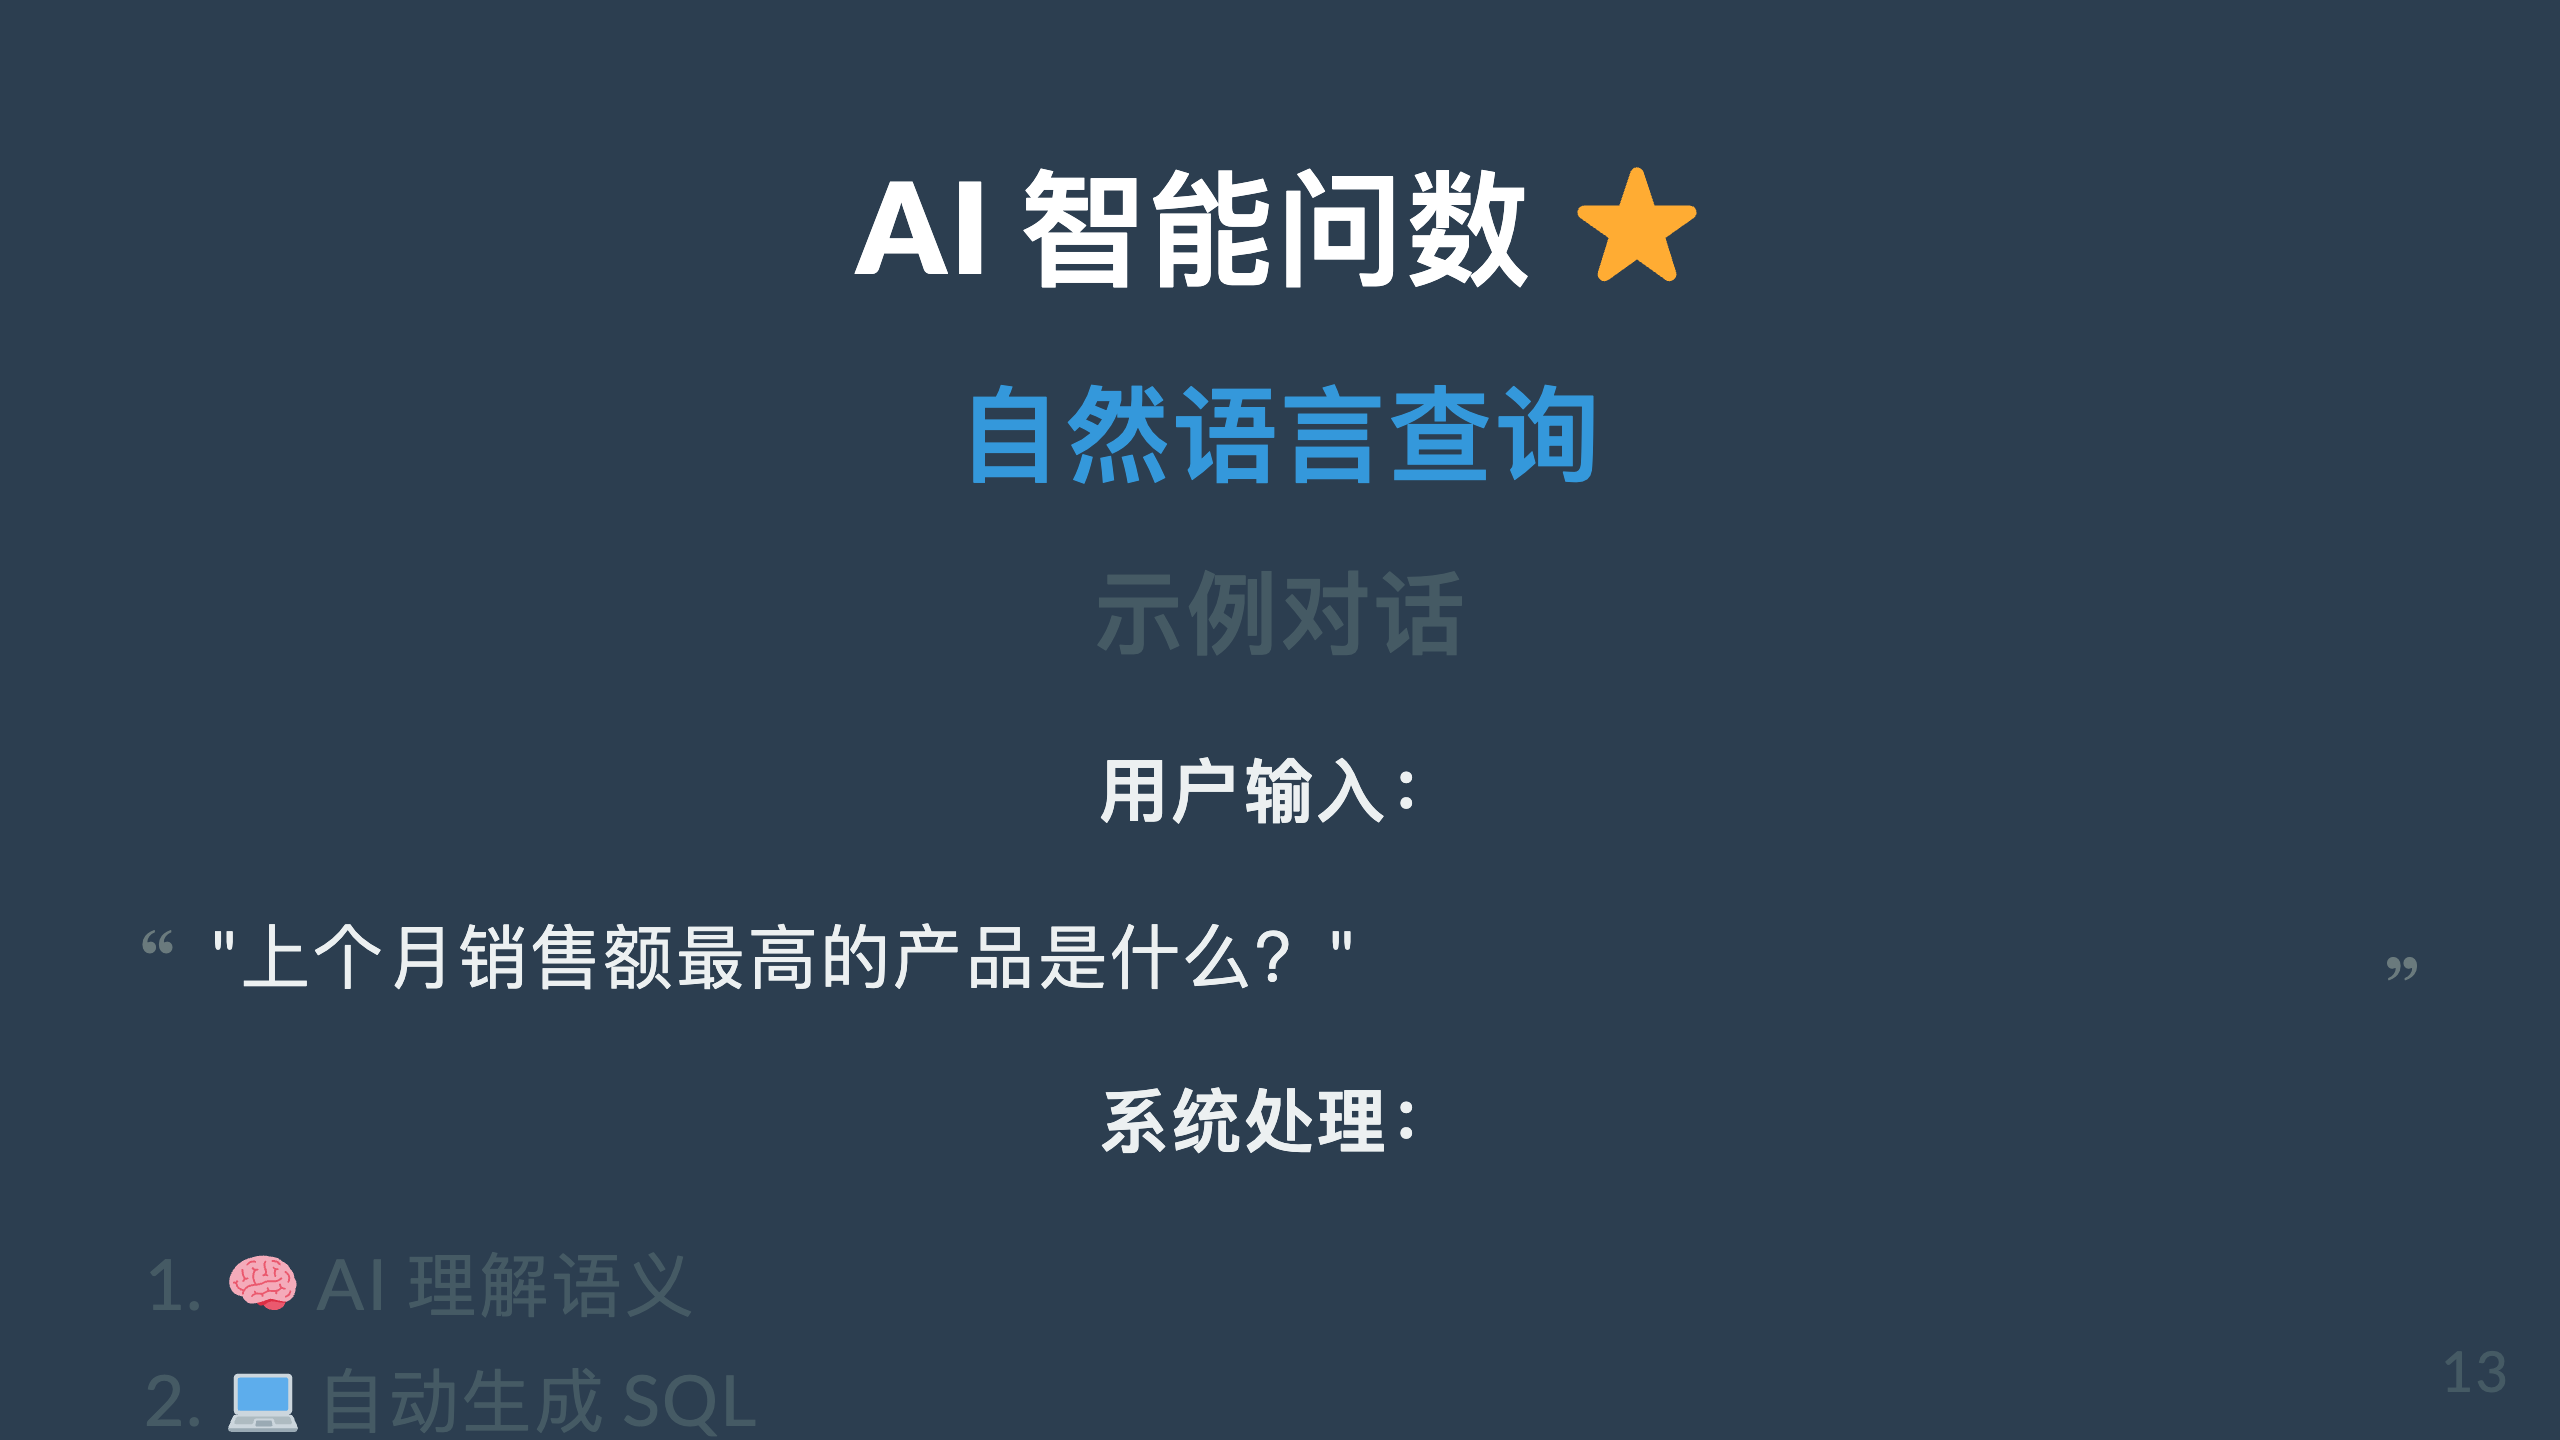 AI 智能问数 ⭐
自然语言查询
示例对话
用户输入：
“ "上个月销售额最高的产品是什么？" ”
系统处理：
1. 🧠 AI 理解语义
2. 💻 自动生成 SQL
13